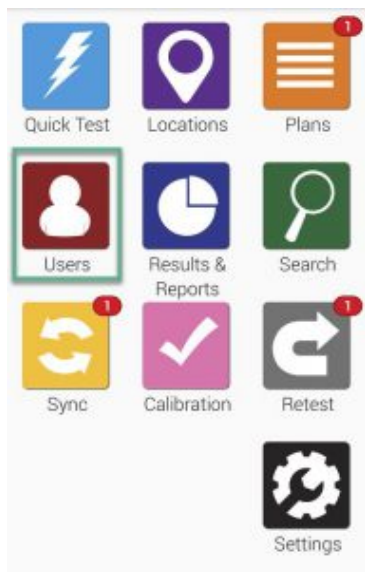 1
Quick Test
Locations
Plans
Users
Results &
Reports
Search
1
1
Sync
Calibration
Retest
Settings